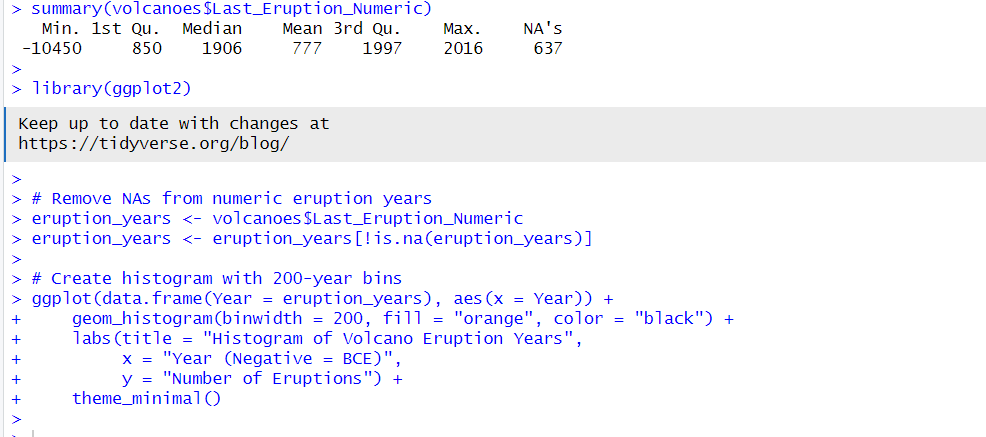 > summary(volcanoes$Last_Eruption_Numeric)
   Min. 1st Qu.  Median    Mean 3rd Qu.    Max.    NA's
 -10450     850    1906     777    1997    2016     637
>
> library(ggplot2)
Keep up to date with changes at
https://tidyverse.org/blog/
>
> # Remove NAs from numeric eruption years
> eruption_years <- volcanoes$Last_Eruption_Numeric
> eruption_years <- eruption_years[!is.na(eruption_years)]
>
> # Create histogram with 200-year bins
> ggplot(data.frame(Year = eruption_years), aes(x = Year)) +
+     geom_histogram(binwidth = 200, fill = "orange", color = "black") +
+     labs(title = "Histogram of Volcano Eruption Years",
+          x = "Year (Negative = BCE)",
+          y = "Number of Eruptions") +
+     theme_minimal()
>
>